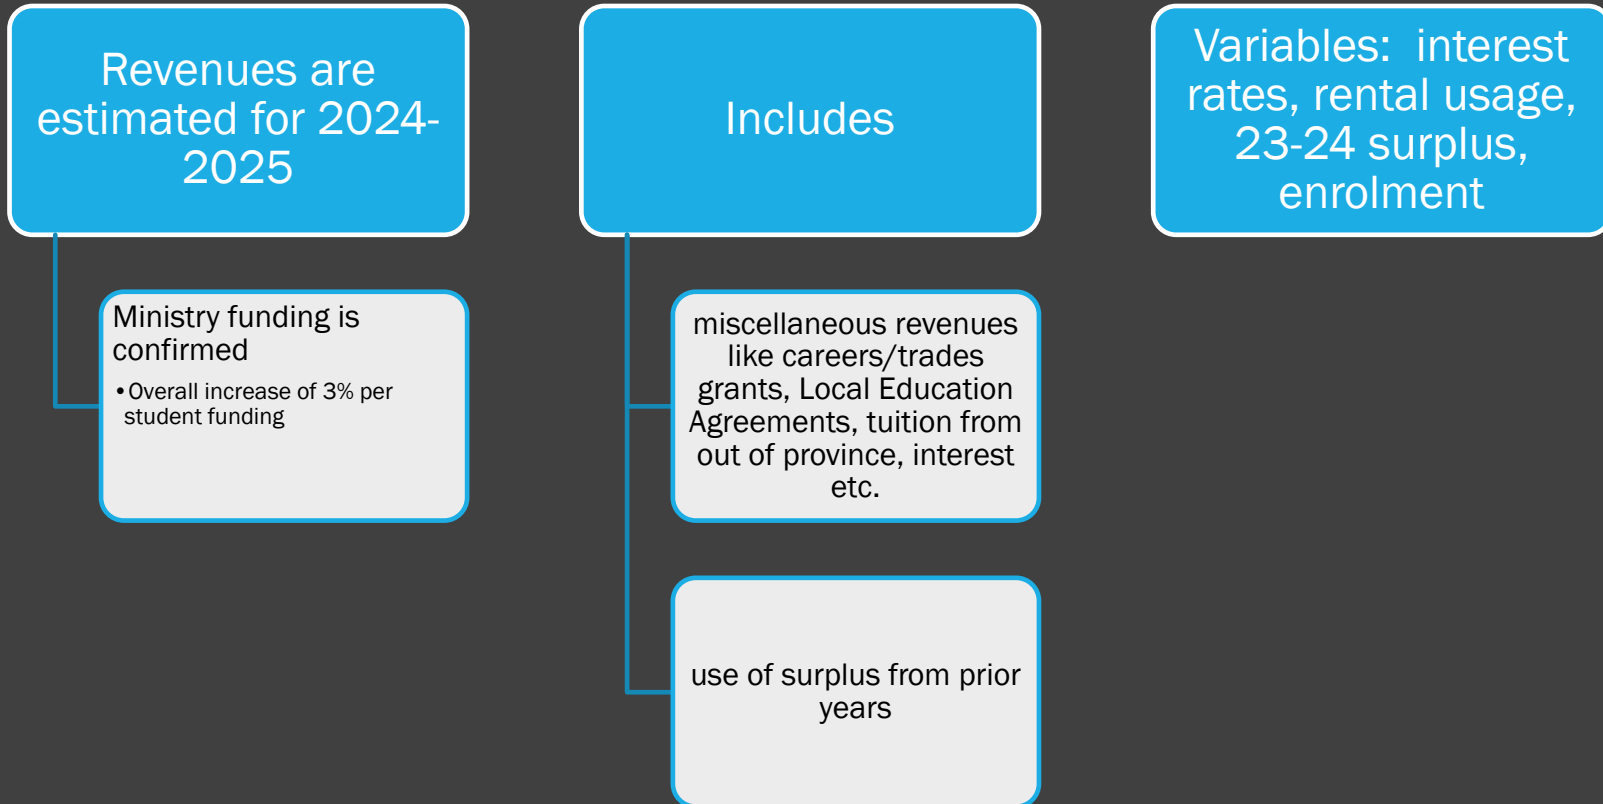 Revenues are
estimated for 2024-
2025
Ministry funding is
confirmed
•Overall increase of 3% per
student funding
Includes
miscellaneous revenues
like careers/trades
grants, Local Education
Agreements, tuition from
out of province, interest
etc.
use of surplus from prior
years
Variables:  interest
rates, rental usage,
23-24 surplus,
enrolment